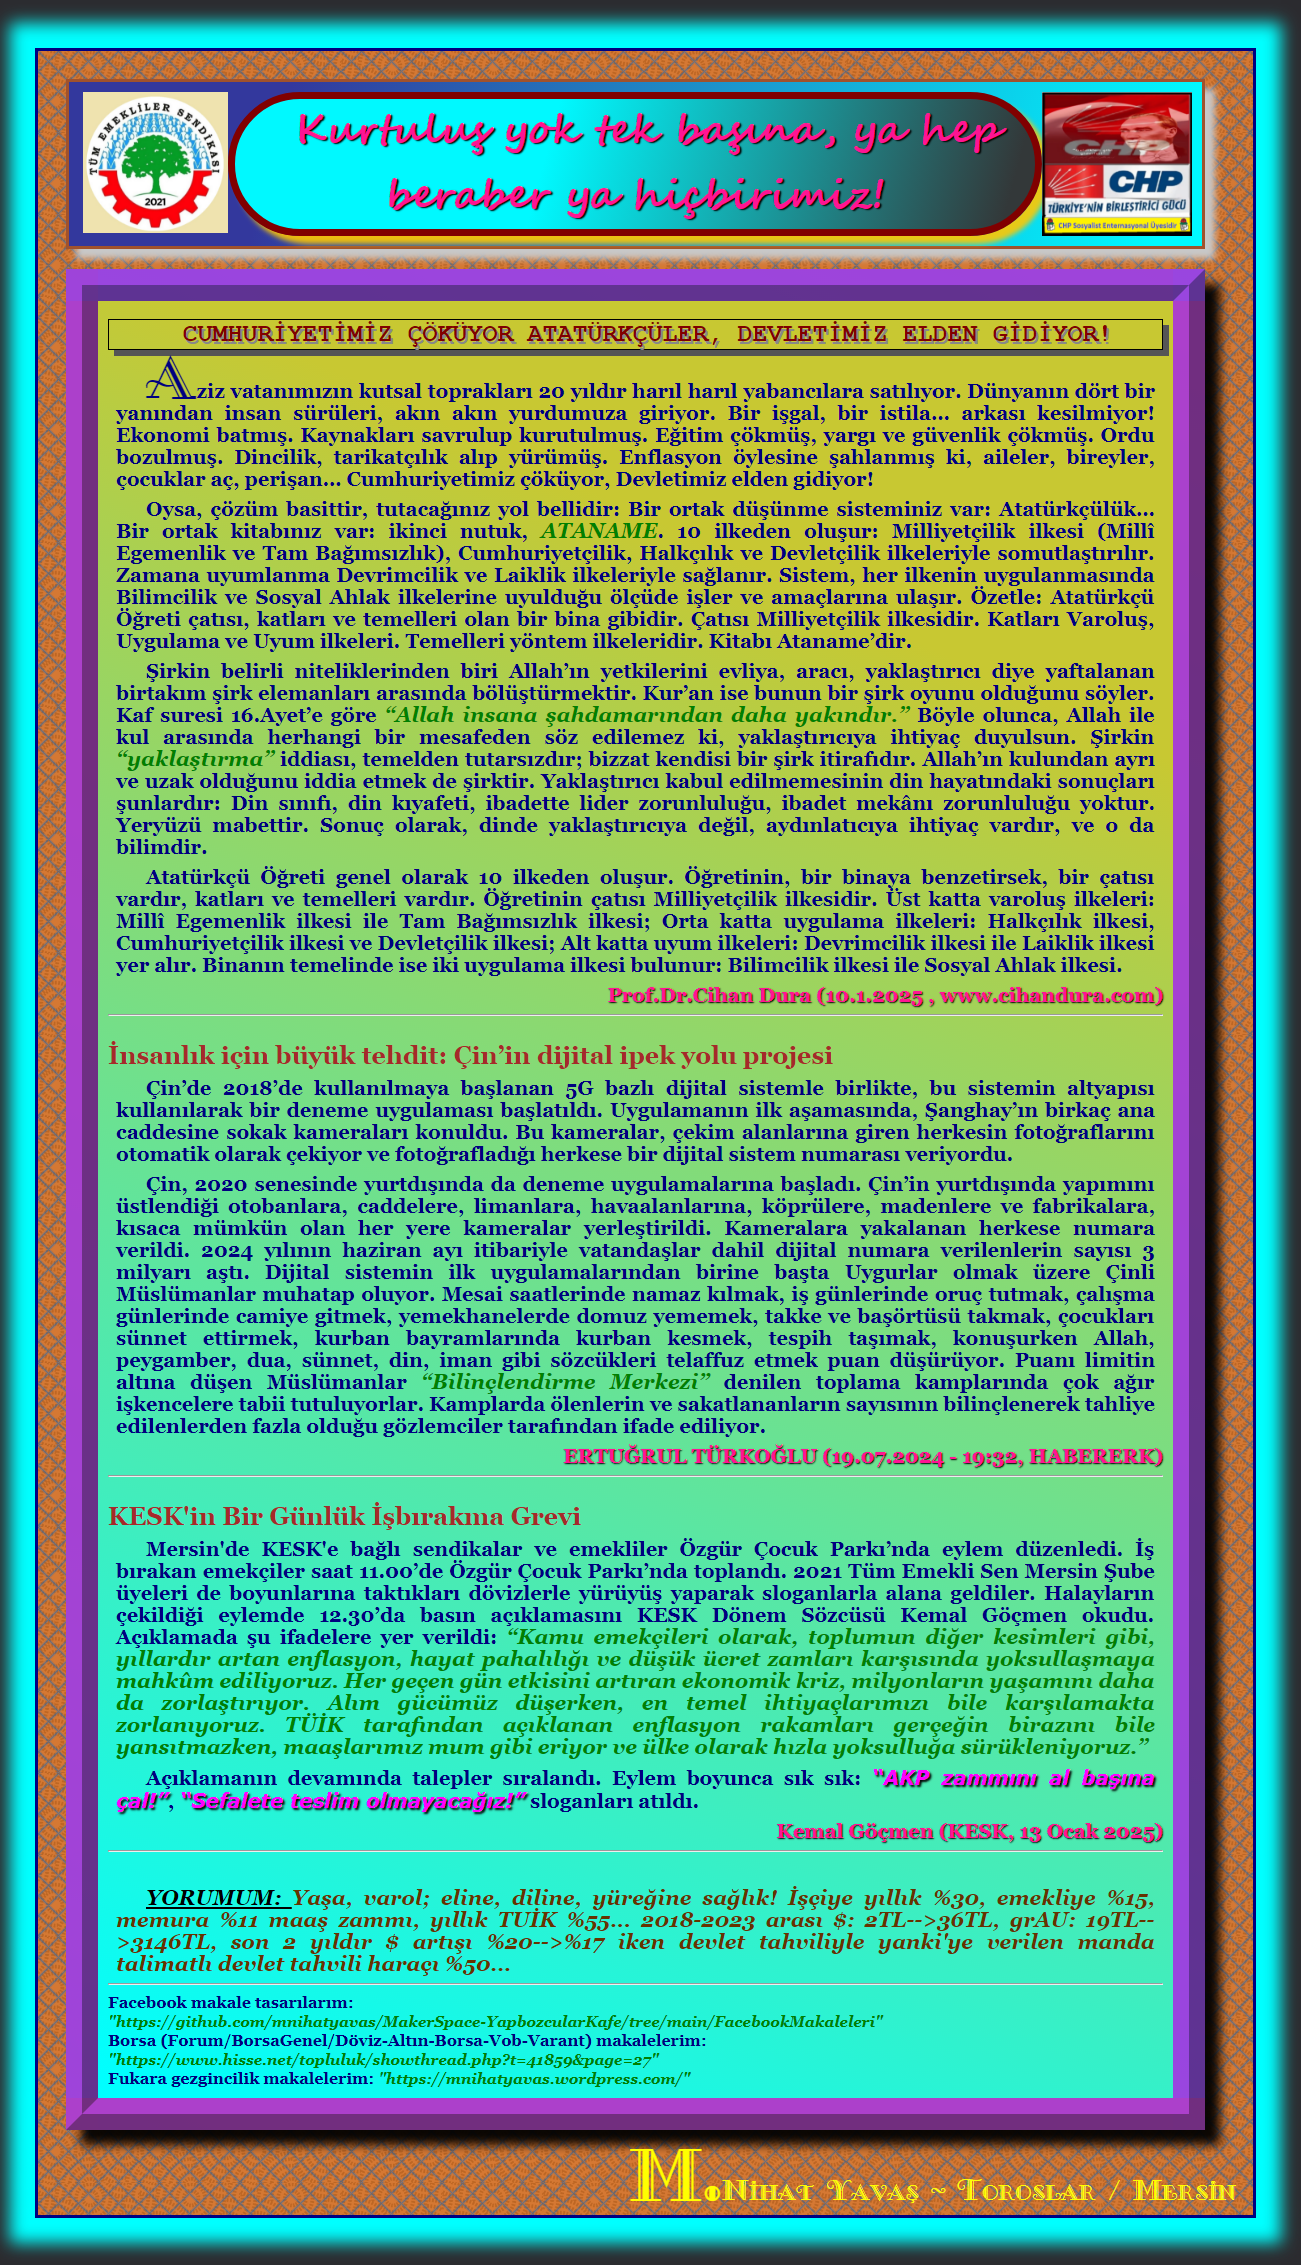 TÜM EMEKLİLER SENDİKASI
2021
Kurtuluş yok tek başına, ya hep
beraber ya hiçbirimiz!
CHP
CHP
TÜRKİYE'NİN BİRLEŞTİRİCİ GÜCÜ
CHP Sosyalist Enternasyonal Üyesidir
CUMHURİYETİMİZ ÇÖKÜYOR ATATÜRKÇÜLER, DEVLETİMİZ ELDEN GİDİYOR!
Aziz vatanımızın kutsal toprakları 20 yıldır harıl harıl yabancılara satılıyor. Dünyanın dört bir
yanından insan sürüleri, akın akın yurdumuza giriyor. Bir işgal, bir istila... arkası kesilmiyor!
Ekonomi batmış. Kaynakları savrulup kurutulmuş. Eğitim çökmüş, yargı ve güvenlik çökmüş. Ordu
bozulmuş. Dincilik, tarikatçılık alıp yürümüş. Enflasyon öylesine şahlanmış ki, aileler, bireyler,
çocuklar aç, perişan... Cumhuriyetimiz çöküyor, Devletimiz elden gidiyor!
Oysa, çözüm basittir, tutacağınız yol bellidir: Bir ortak düşünme sisteminiz var: Atatürkçülük...
Bir ortak kitabınız var: ikinci nutuk, ATANAME. 10 ilkeden oluşur: Milliyetçilik ilkesi (Millî
Egemenlik ve Tam Bağımsızlık), Cumhuriyetçilik, Halkçılık ve Devletçilik ilkeleriyle somutlaştırılır.
Zamana uyumlanma Devrimcilik ve Laiklik ilkeleriyle sağlanır. Sistem, her ilkenin uygulanmasında
Bilimcilik ve Sosyal Ahlak ilkelerine uyulduğu ölçüde işler ve amaçlarına ulaşır. Özetle: Atatürkçü
Öğreti çatısı, katları ve temelleri olan bir bina gibidir. Çatısı Milliyetçilik ilkesidir. Katları Varoluş,
Uygulama ve Uyum ilkeleri. Temelleri yöntem ilkeleridir. Kitabı Ataname’dir.
Şirkin belirli niteliklerinden biri Allah’ın yetkilerini evliya, aracı, yaklaştırıcı diye yaftalanan
birtakım şirk elemanları arasında bölüştürmektir. Kur’an ise bunun bir şirk oyunu olduğunu söyler.
Kaf suresi 16.Ayet’e göre “Allah insana şahdamarından daha yakındır.” Böyle olunca, Allah ile
kul arasında herhangi bir mesafeden söz edilemez ki, yaklaştırıcıya ihtiyaç duyulsun. Şirkin
“yaklaştırma” iddiası, temelden tutarsızdır; bizzat kendisi bir şirk itirafıdır. Allah’ın kulundan ayrı
ve uzak olduğunu iddia etmek de şirktir. Yaklaştırıcı kabul edilmemesinin din hayatındaki sonuçları
şunlardır: Din sınıfı, din kıyafeti, ibadette lider zorunluluğu, ibadet mekânı zorunluluğu yoktur.
Yeryüzü mabettir. Sonuç olarak, dinde yaklaştırıcıya değil, aydınlatıcıya ihtiyaç vardır, ve o da
bilimdir.
Atatürkçü Öğreti genel olarak 10 ilkeden oluşur. Öğretinin, bir binaya benzetirsek, bir çatısı
vardır, katları ve temelleri vardır. Öğretinin çatısı Milliyetçilik ilkesidir. Üst katta varoluş ilkeleri:
Millî Egemenlik ilkesi ile Tam Bağımsızlık ilkesi; Orta katta uygulama ilkeleri: Halkçılık ilkesi,
Cumhuriyetçilik ilkesi ve Devletçilik ilkesi; Alt katta uyum ilkeleri: Devrimcilik ilkesi ile Laiklik ilkesi
yer alır. Binanın temelinde ise iki uygulama ilkesi bulunur: Bilimcilik ilkesi ile Sosyal Ahlak ilkesi.
Prof.Dr.Cihan Dura (10.1.2025 , www.cihandura.com)
İnsanlık için büyük tehdit: Çin’in dijital ipek yolu projesi
Çin’de 2018’de kullanılmaya başlanan 5G bazlı dijital sistemle birlikte, bu sistemin altyapısı
kullanılarak bir deneme uygulaması başlatıldı. Uygulamanın ilk aşamasında, Şanghay’ın birkaç ana
caddesine sokak kameraları konuldu. Bu kameralar, çekim alanlarına giren herkesin fotoğraflarını
otomatik olarak çekiyor ve fotoğrafladığı herkese bir dijital sistem numarası veriyordu.
Çin, 2020 senesinde yurtdışında da deneme uygulamalarına başladı. Çin’in yurtdışında yapımını
üstlendiği otobanlara, caddelere, limanlara, havaalanlarına, köprülere, madenlere ve fabrikalara,
kısaca mümkün olan her yere kameralar yerleştirildi. Kameralara yakalanan herkese numara
verildi. 2024 yılının haziran ayı itibariyle vatandaşlar dahil dijital numara verilenlerin sayısı 3
milyarı aştı. Dijital sistemin ilk uygulamalarından birine başta Uygurlar olmak üzere Çinli
Müslümanlar muhatap oluyor. Mesai saatlerinde namaz kılmak, iş günlerinde oruç tutmak, çalışma
günlerinde camiye gitmek, yemekhanelerde domuz yememek, takke ve başörtüsü takmak, çocukları
sünnet ettirmek, kurban bayramlarında kurban kesmek, tespih taşımak, konuşurken Allah,
peygamber, dua, sünnet, din, iman gibi sözcükleri telaffuz etmek puan düşürüyor. Puanı limitin
altına düşen Müslümanlar “Bilinçlendirme Merkezi” denilen toplama kamplarında çok ağır
işkencelere tabii tutuluyorlar. Kamplarda ölenlerin ve sakatlananların sayısının bilinçlenerek tahliye
edilenlerden fazla olduğu gözlemciler tarafından ifade ediliyor.
ERTUĞRUL TÜRKOĞLU (19.07.2024 - 19:32, HABERERK)
KESK'in Bir Günlük İşbırakma Grevi
Mersin'de KESK'e bağlı sendikalar ve emekliler Özgür Çocuk Parkı’nda eylem düzenledi. İş
bırakan emekçiler saat 11.00’de Özgür Çocuk Parkı’nda toplandı. 2021 Tüm Emekli Sen Mersin Şube
üyeleri de boyunlarına taktıkları dövizlerle yürüyüş yaparak sloganlarla alana geldiler. Halayların
çekildiği eylemde 12.30’da basın açıklamasını KESK Dönem Sözcüsü Kemal Göçmen okudu.
Açıklamada şu ifadelere yer verildi: “Kamu emekçileri olarak, toplumun diğer kesimleri gibi,
yıllardır artan enflasyon, hayat pahalılığı ve düşük ücret zamları karşısında yoksullaşmaya
mahkûm ediliyoruz. Her geçen gün etkisini artıran ekonomik kriz, milyonların yaşamını daha
da zorlaştırıyor. Alım gücümüz düşerken, en temel ihtiyaçlarımızı bile karşılamakta
zorlanıyoruz. TÜİK tarafından açıklanan enflasyon rakamları gerçeğin birazını bile
yansıtmazken, maaşlarımız mum gibi eriyor ve ülke olarak hızla yoksulluğa sürükleniyoruz.”
Açıklamanın devamında talepler sıralandı. Eylem boyunca sık sık: “AKP zammını al başına
çal!”, “Sefalete teslim olmayacağız!” sloganları atıldı.
Kemal Göçmen (KESK, 13 Ocak 2025)
YORUMUM: Yaşa, varol; eline, diline, yüreğine sağlık! İşçiye yıllık %30, emekliye %15,
memura %11 maaş zammı, yıllık TUİK %55... 2018-2023 arası $: 2TL-->36TL, grAU: 19TL--
>3146TL, son 2 yıldır $ artışı %20-->%17 iken devlet tahviliyle yanki'ye verilen manda
talimatlı devlet tahvili haraçı %50...
Facebook makale tasarılarım:
"https://github.com/mnihatyavas/MakerSpace-YapbozcularKafe/tree/main/FacebookMakaleleri"
Borsa (Forum/BorsaGenel/Döviz-Altın-Borsa-Vob-Varant) makalelerim:
"https://www.hisse.net/topluluk/showthread.php?t=41859&page=27"
Fukara gezgincilik makalelerim: "https://mnihatyavas.wordpress.com/"
M.Nihat Yavaş ~ Toroslar / Mersin